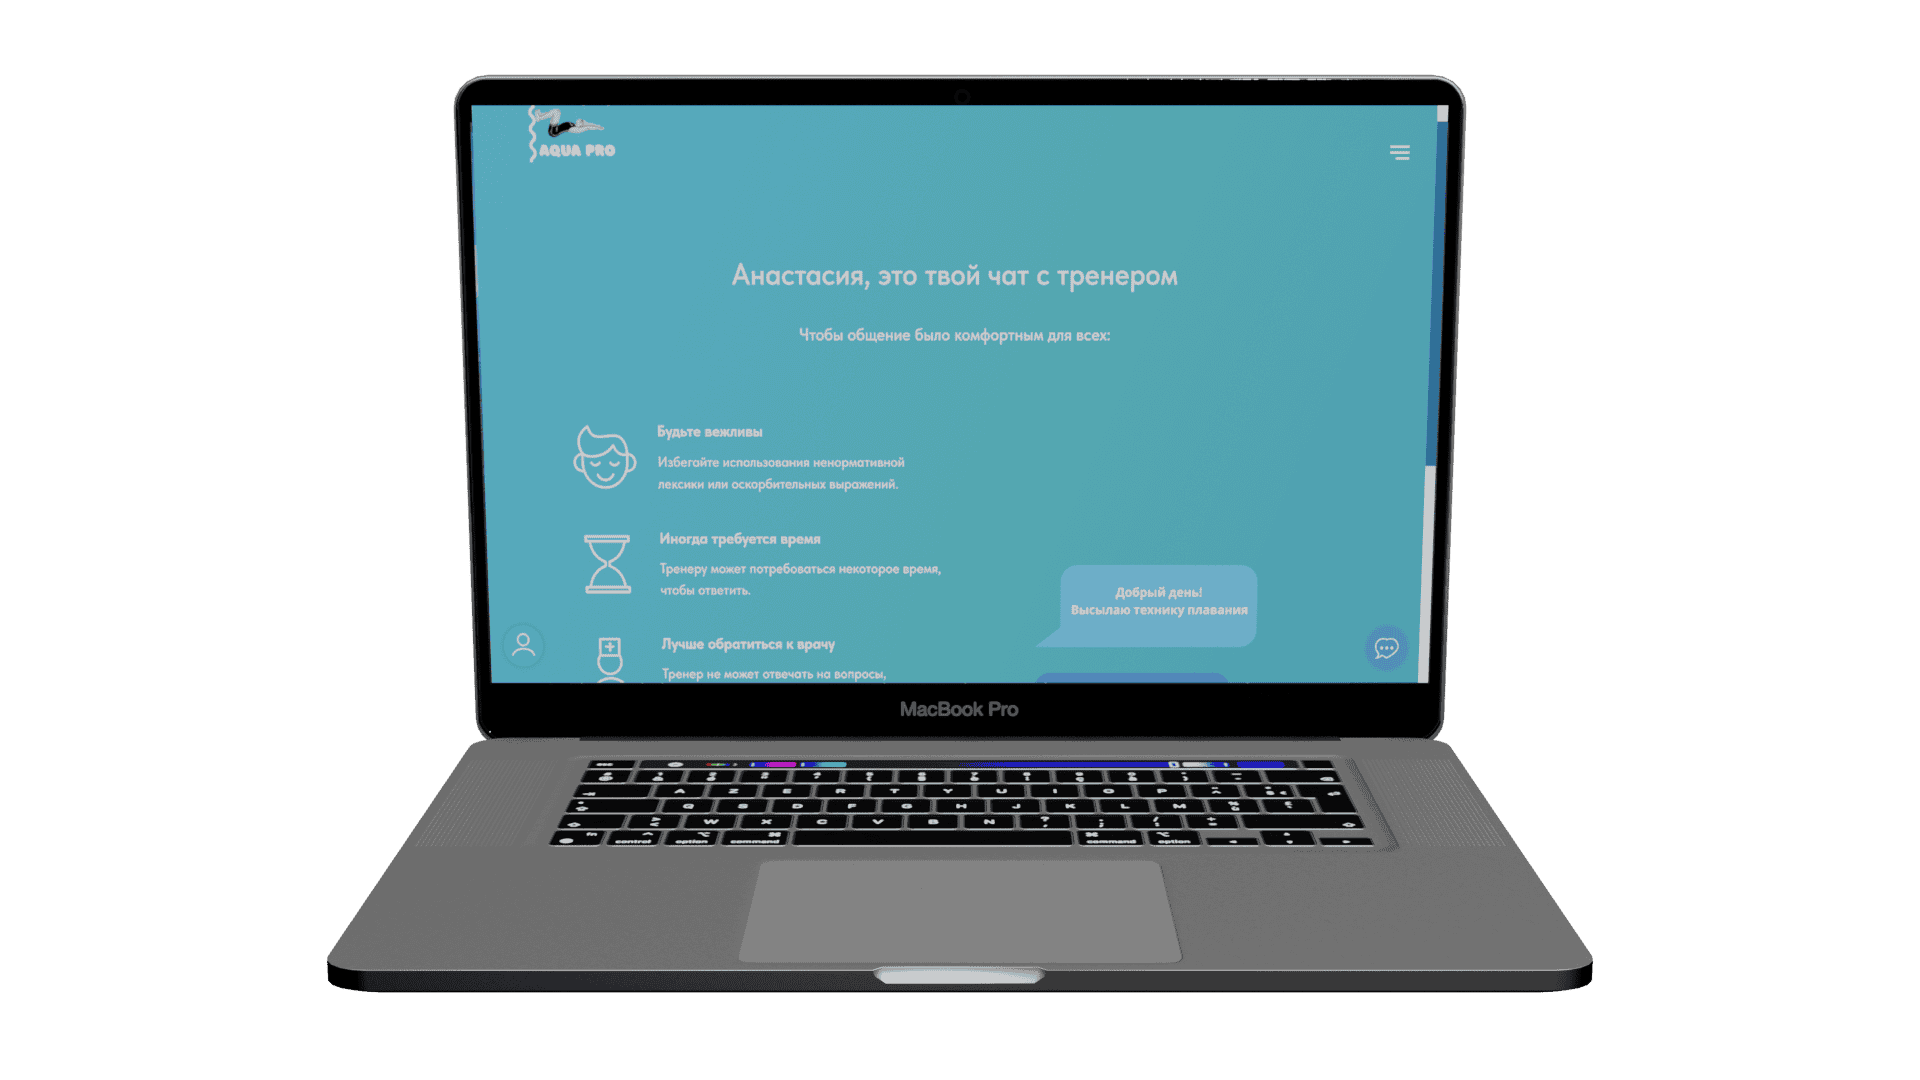 AQUA PRO
Анастасия, это твой чат с тренером
Чтобы общение было комфортным для всех:
Будьте вежливы
Избегайте использования ненормативной
лексики или оскорбительных выражений.
Иногда требуется время
Тренеру может потребоваться некоторое время,
чтобы ответить.
Лучше обратиться к врачу
Тренер не может отвечать на вопросы,
Добрый день!
Высылаю технику плавания
MacBook Pro
A Z E R T Y U I O P
Q S D F G H J K L M
W X C V B N
fn control option command command option